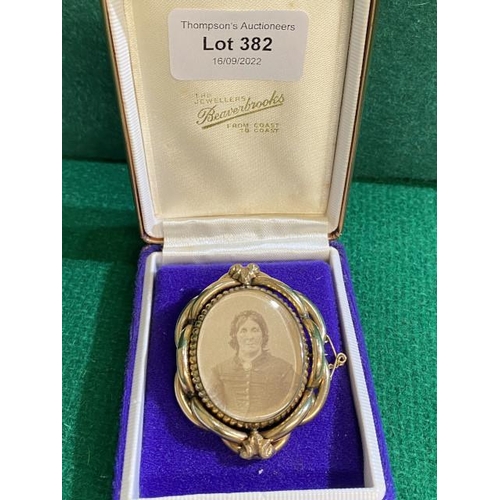 Thompson's Auctioneers
Lot 382
16/09/2022
THE
JEWELLERS
Beaverbrooks
FROM COAST
TO COAST